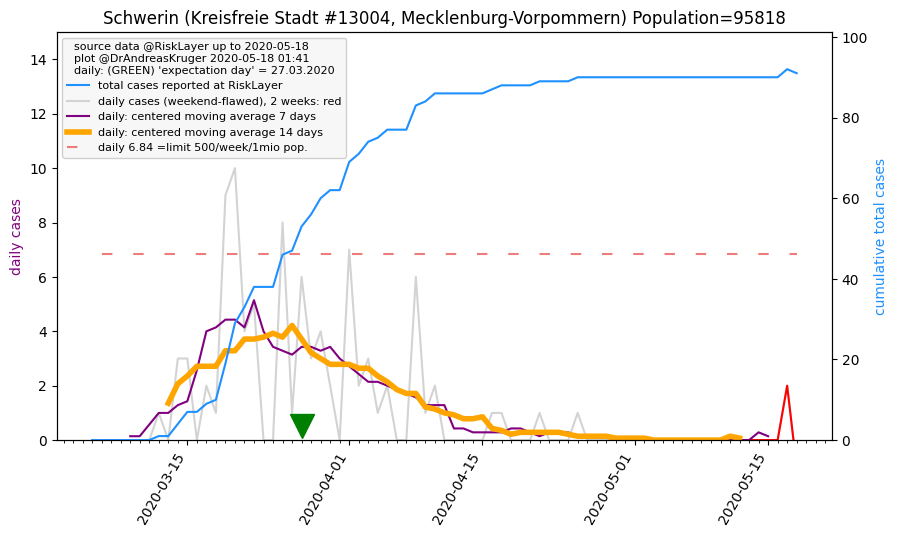 Schwerin (Kreisfreie Stadt #13004, Mecklenburg-Vorpommern) Population=95818
source data @RiskLayer up to 2020-05-18
plot @DrAndreasKruger 2020-05-18 01:41
daily: (GREEN) 'expectation day' = 27.03.2020
total cases reported at RiskLayer
daily cases (weekend-flawed), 2 weeks: red
daily: centered moving average 7 days
daily: centered moving average 14 days
daily 6.84 =limit 500/week/1mio pop.
daily cases
14
12
10
8
6
4
2
0
100
80
60
40
20
0
cumulative total cases
2020-03-15
2020-04-01
2020-04-15
2020-05-01
2020-05-15